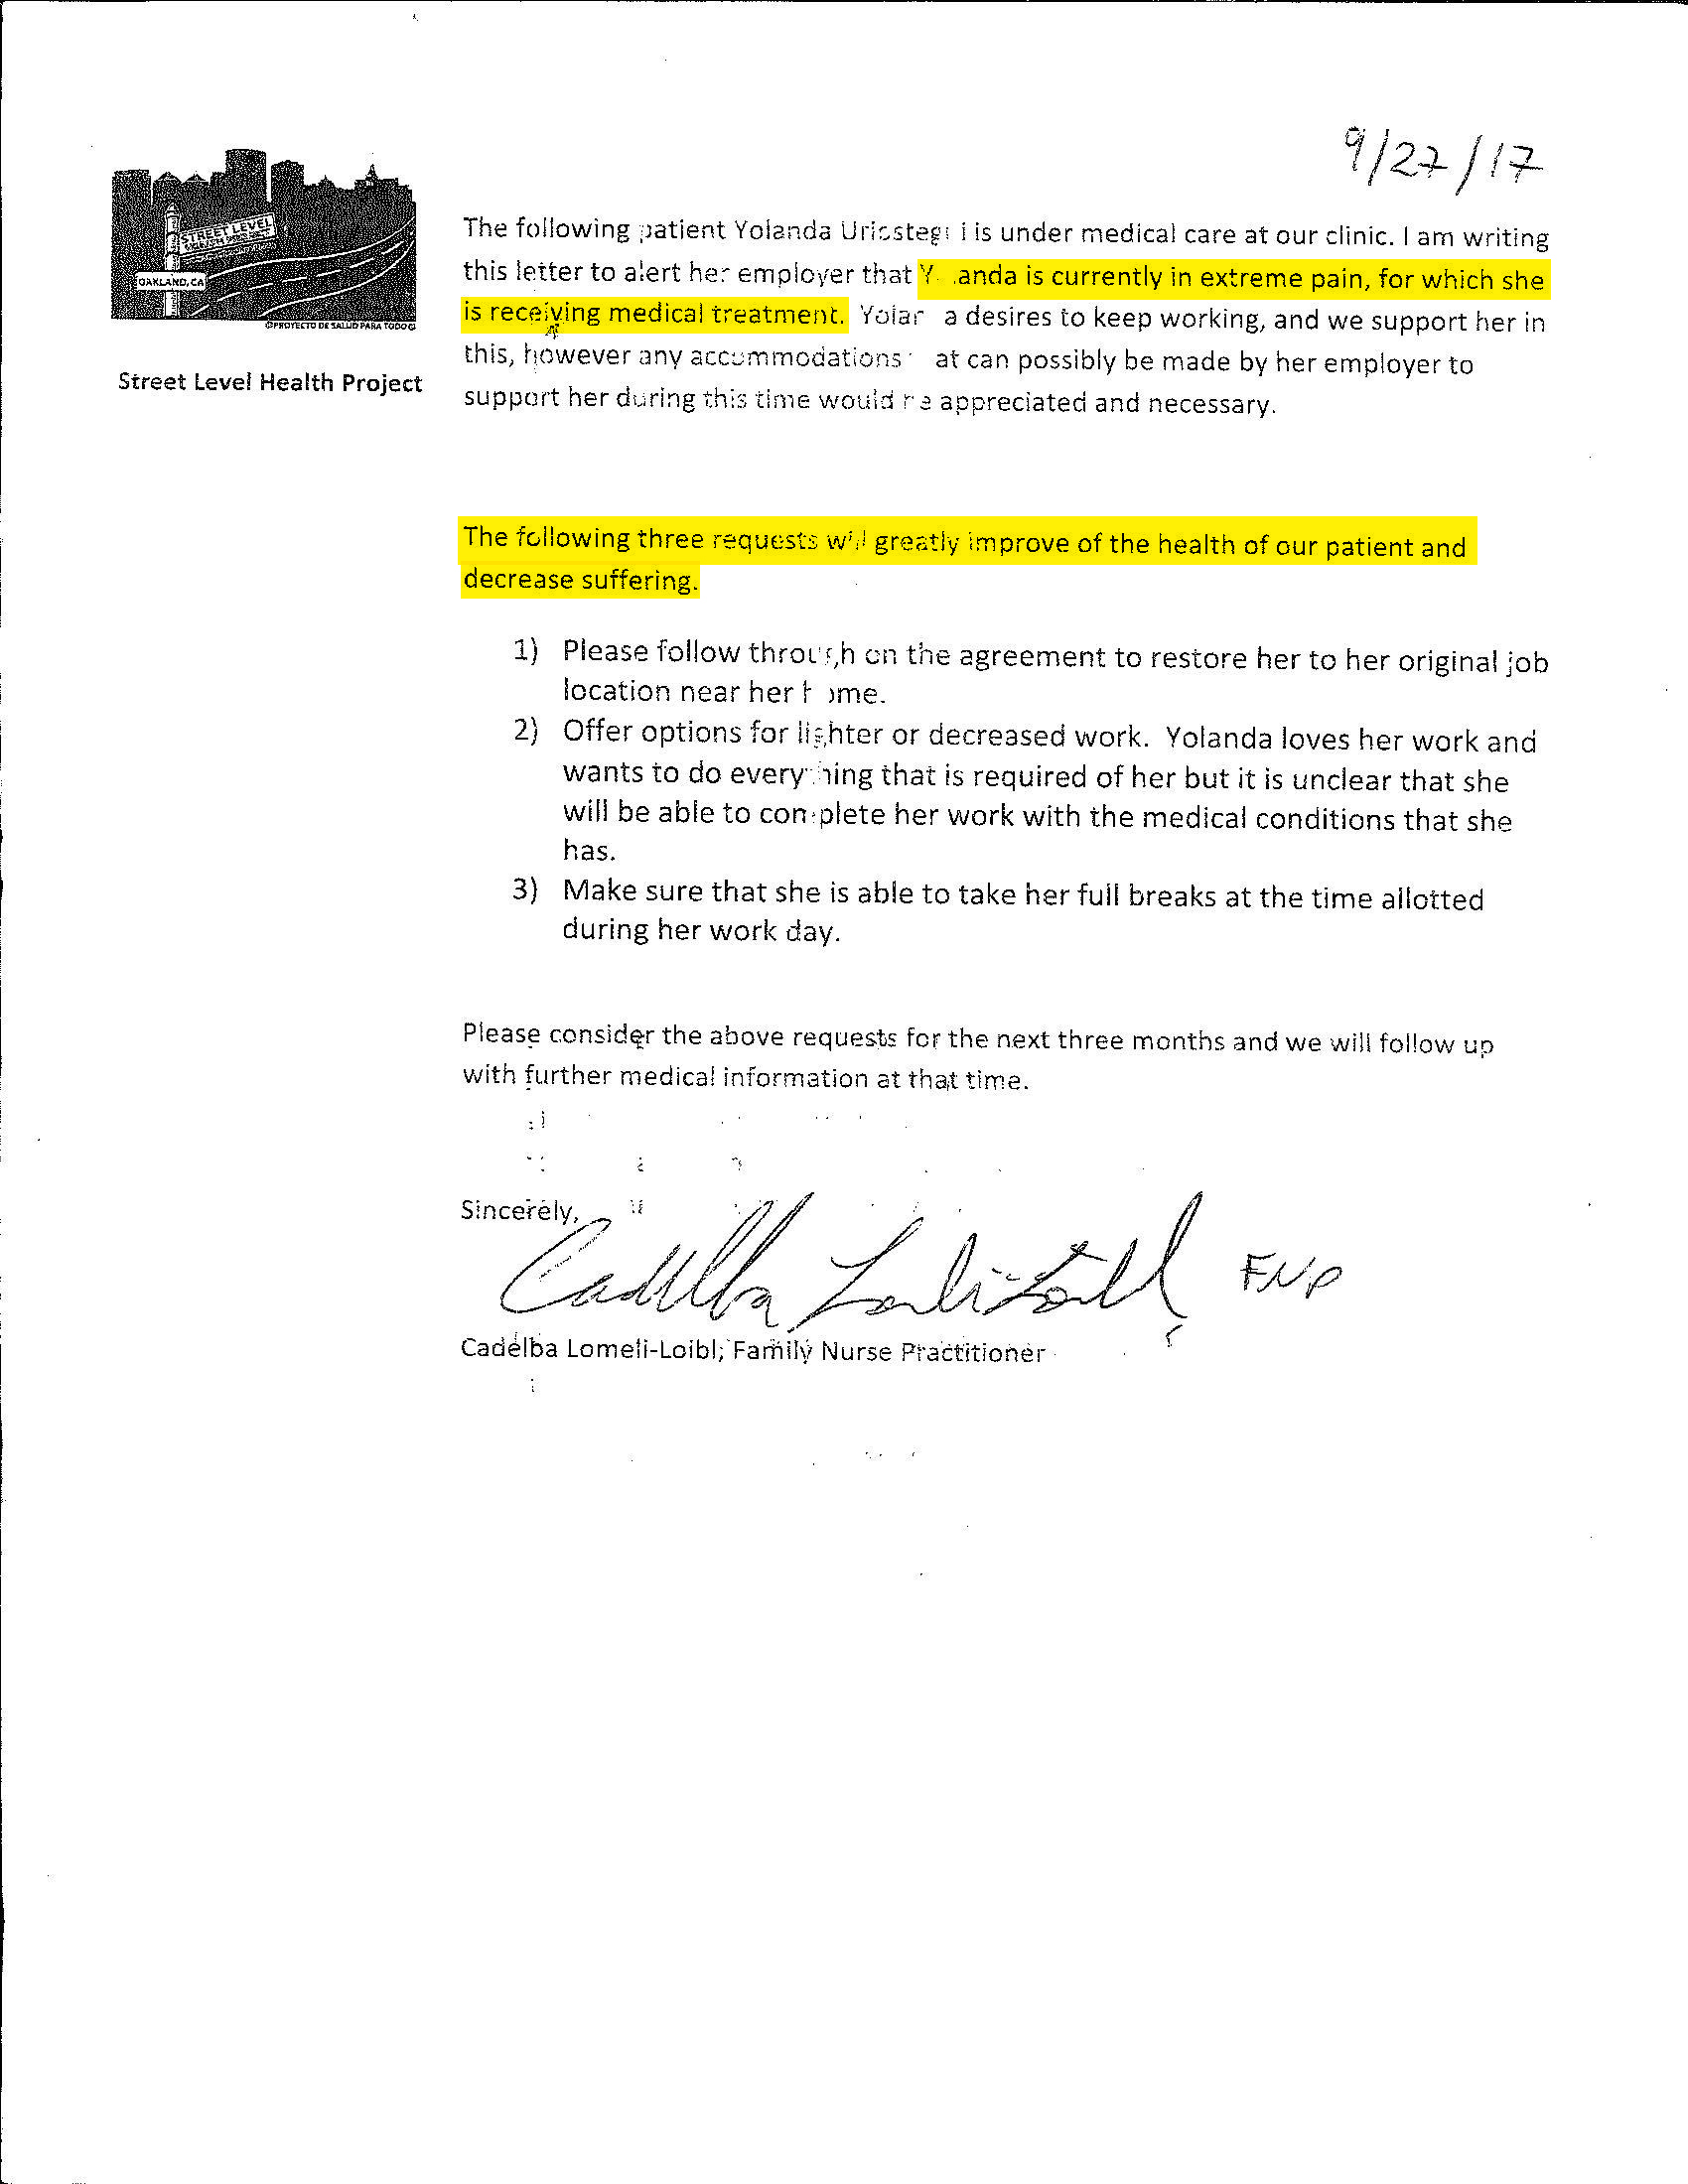 9/27/17
STREET LEVEL
OAKLAND, CA
©PROYECTO DE SALUD PARA TODO@
Street Level Health Project
The following patient Yolanda is under medical care at our clinic. I am writing
this letter to alert her employer that Y anda is currently in extreme pain, for which she
is receiving medical treatment. Yolan a desires to keep working, and we support her in
this, however any accommodations at can possibly be made by her employer to
support her during this time would appreciated and necessary.
The following three requests will greatly improve of the health of our patient and
decrease suffering.
1) Please follow through on the agreement to restore her to her original job
location near her h ome.
2) Offer options for lighter or decreased work. Yolanda loves her work and
wants to do everything that is required of her but it is unclear that she
will be able to complete her work with the medical conditions that she
has.
3) Make sure that she is able to take her full breaks at the time allotted
during her work day.
Please consider the above requests for the next three months and we will follow up
with further medical information at that time.
Sincerely,
Cadelba Lomeli-Loibl FNP
Cadelba Lomeli-Loibl, Family Nurse Practitioner